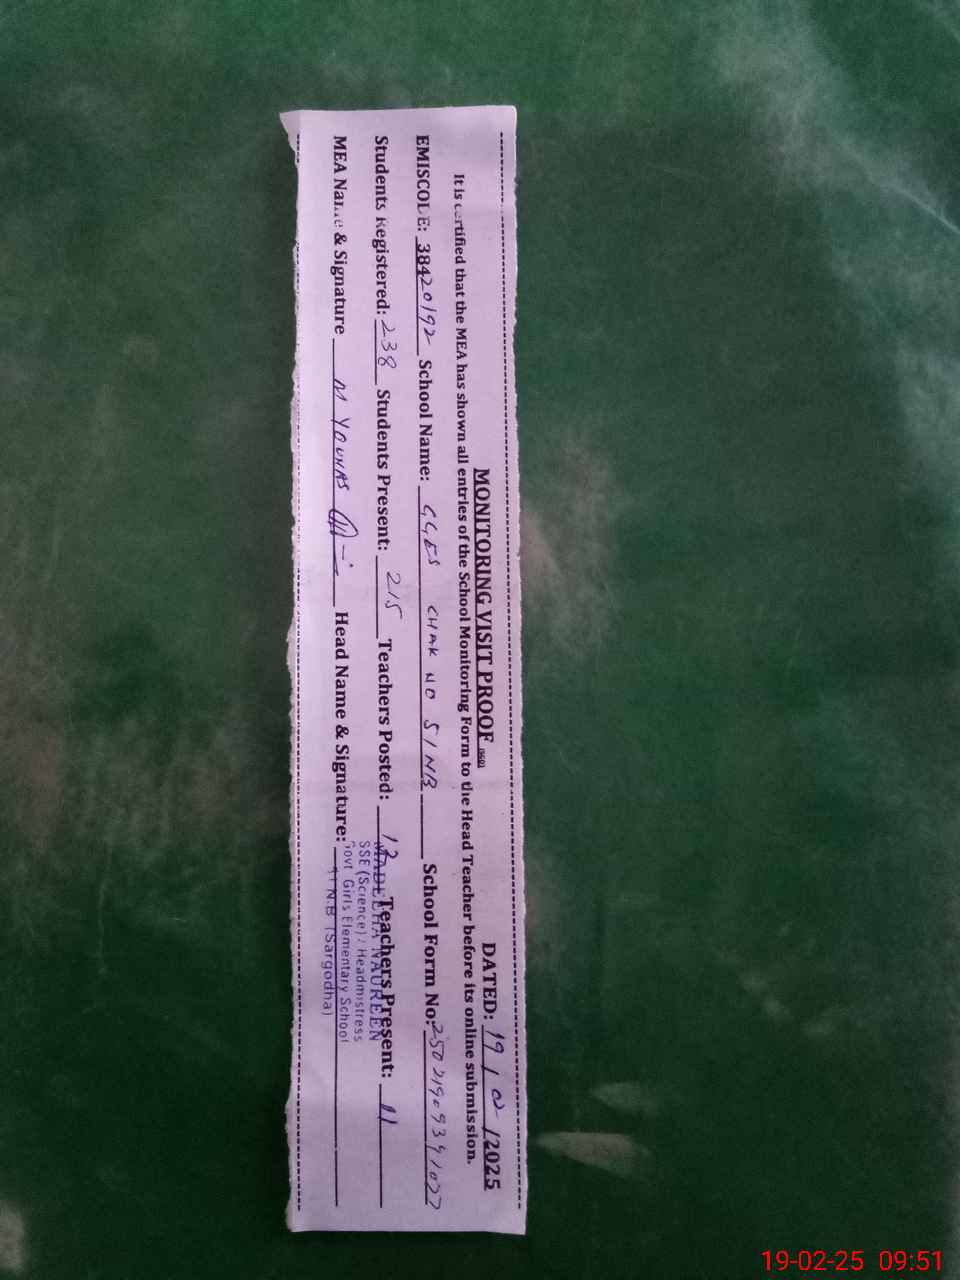 MONITORING VISIT PROOF DATED: 19/02/2025
It is certified that the MEA has shown all entries of the School Monitoring Form to the Head Teacher before its online submission.
EMISCODE: 38420192 School Name: GGES CHAK NO 51NB School Form No: 25021909391027
Students Registered: 238 Students Present: 215 Teachers Posted: 12 Teachers Present: 11
MEA Name & Signature M YOUNAS Head Name & Signature:
MADEEHA NAUREEN
SSE (Science) / Headmistress
Govt Girls Elementary School
51 N.B (Sargodha)
19-02-25 09:51